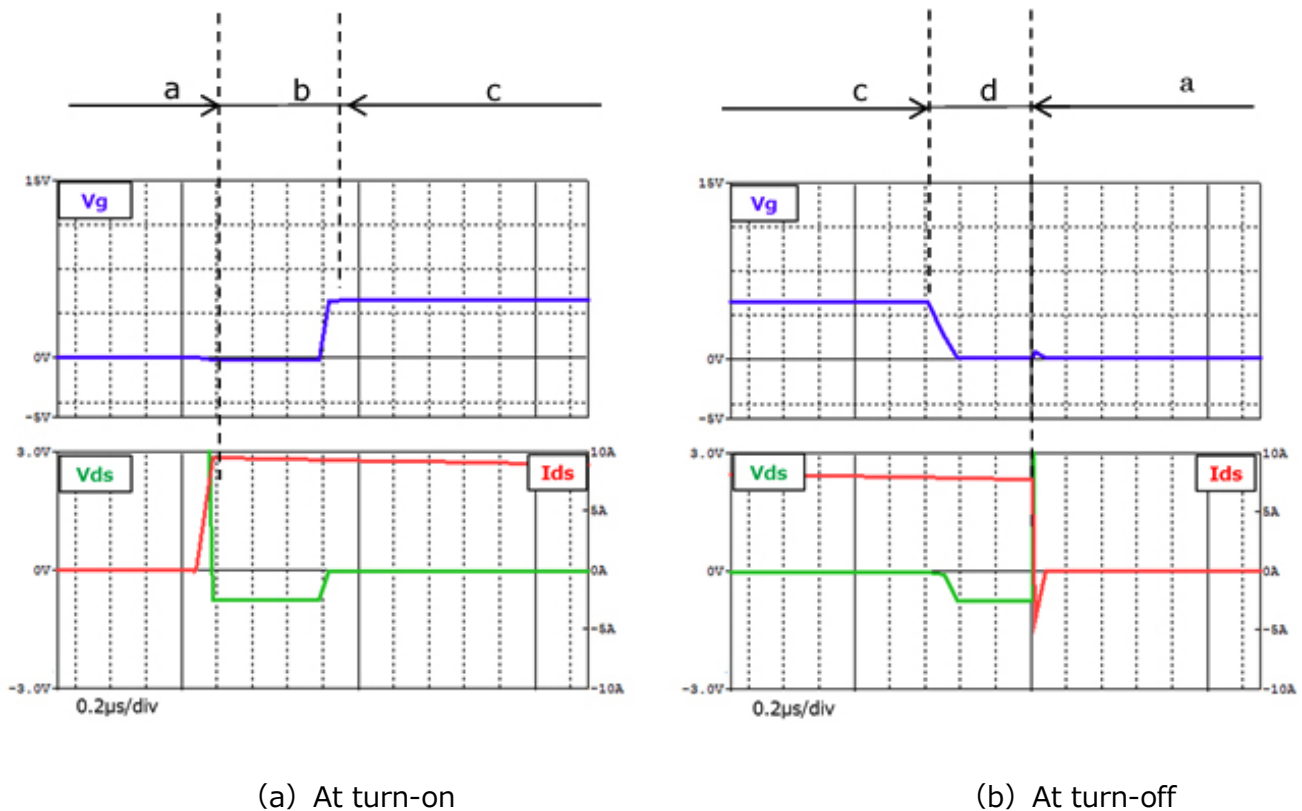 a b c
c d a
15V
Vg
0V
-5V
3.0V 10A
Vds Ids
5A
0V 0A
-5A
-3.0V -10A
0.2μs/div
15V
Vg
0V
-5V
3.0V 10A
Vds Ids
5A
0V 0A
-5A
-3.0V -10A
0.2μs/div
(a) At turn-on
(b) At turn-off